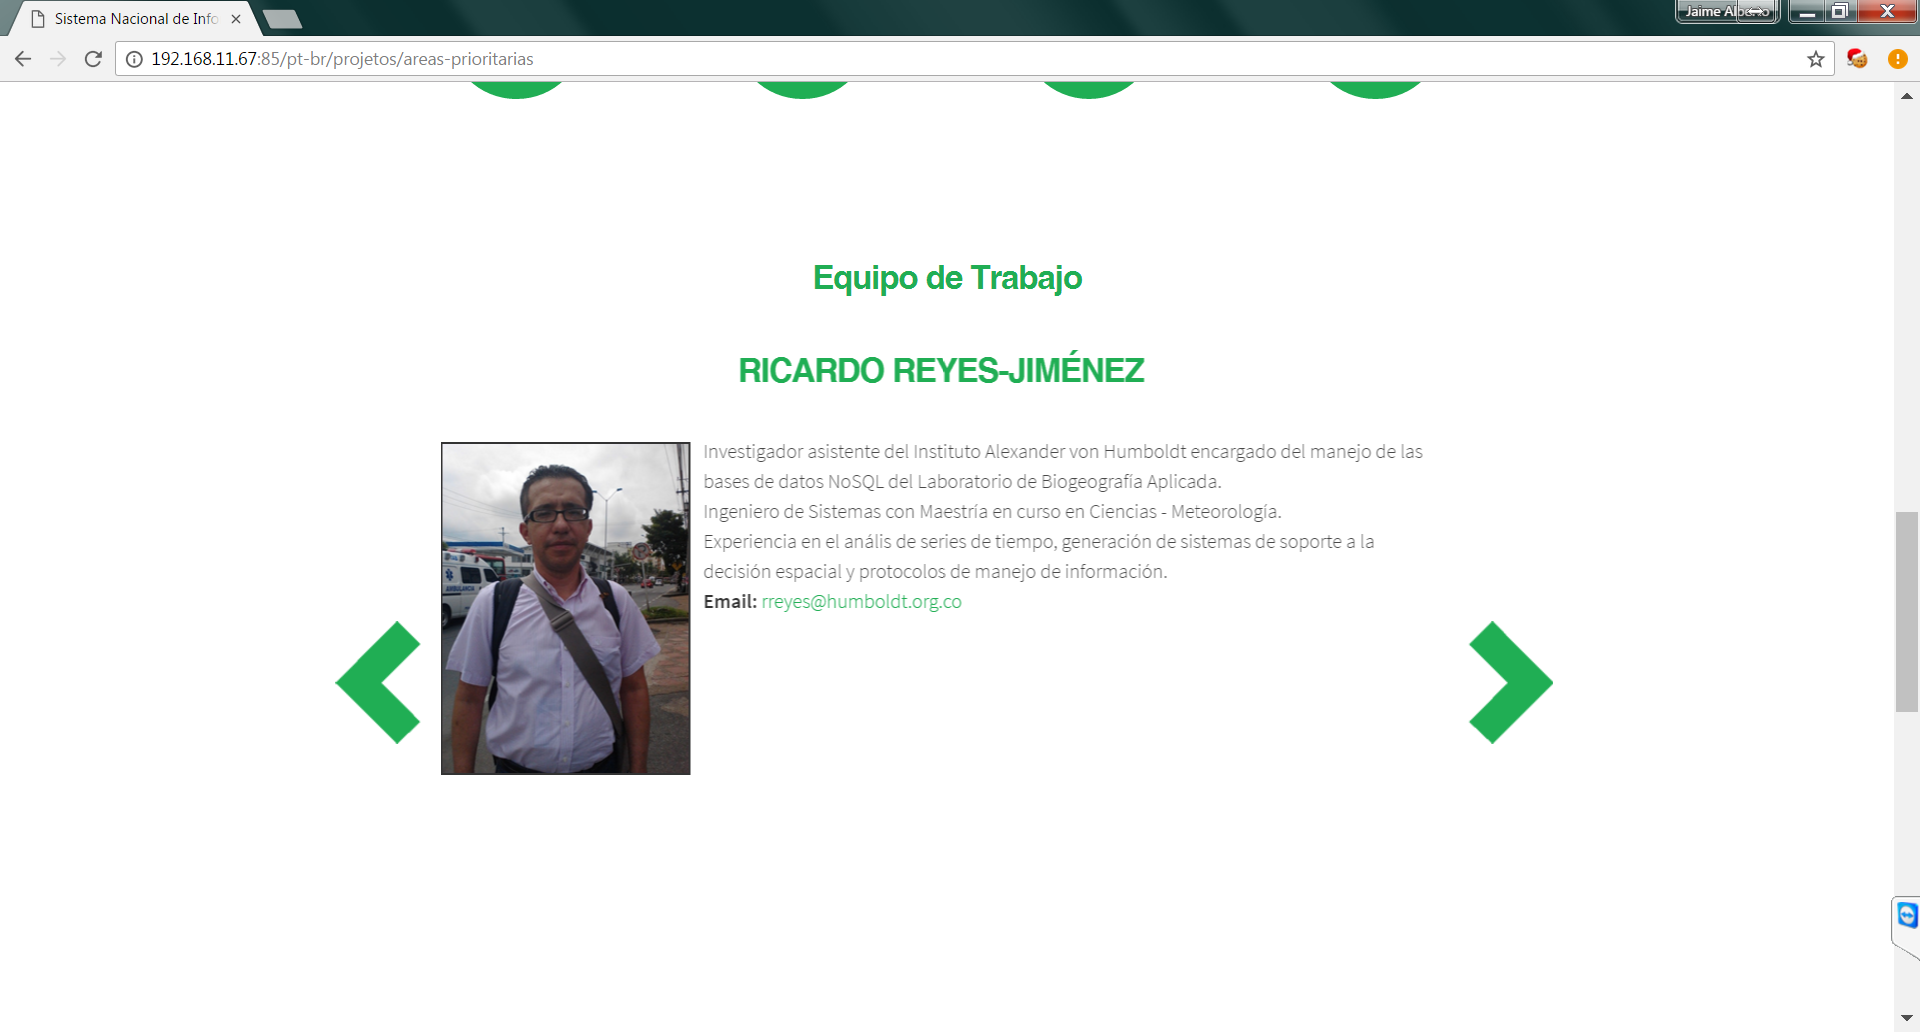 Sistema Nacional de Info
Jaime Alberto
192.168.11.67:85/pt-br/projetos/areas-prioritarias
Equipo de Trabajo
RICARDO REYES-JIMÉNEZ
Investigador asistente del Instituto Alexander von Humboldt encargado del manejo de las
bases de datos NoSQL del Laboratorio de Biogeografía Aplicada.
Ingeniero de Sistemas con Maestría en curso en Ciencias - Meteorología.
Experiencia en el anális de series de tiempo, generación de sistemas de soporte a la
decisión espacial y protocolos de manejo de información.
Email: rreyes@humboldt.org.co
AMBULANCIA